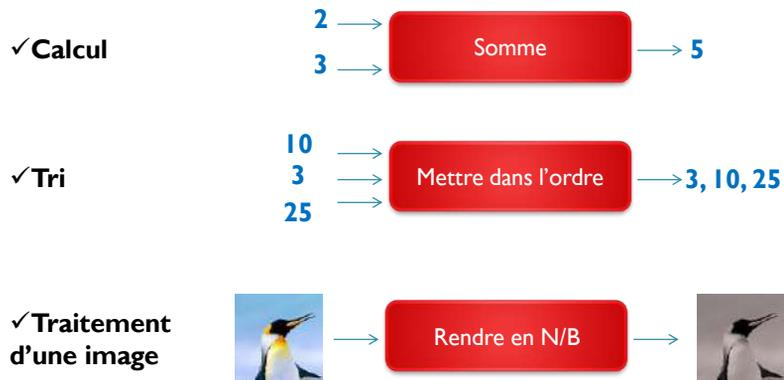 ✓Calcul
2
3
Somme
5
✓Tri
10
3
25
Mettre dans l'ordre
3, 10, 25
✓Traitement
d'une image
Rendre en N/B